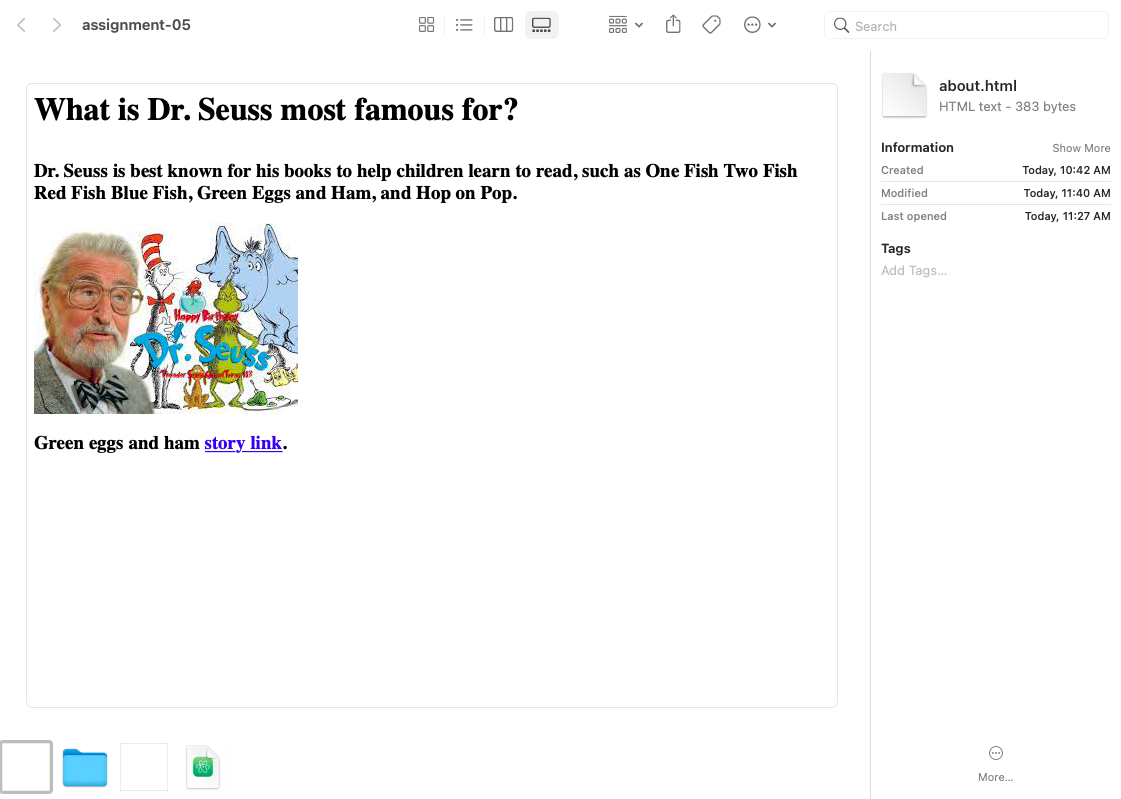 assignment-05
Search
What is Dr. Seuss most famous for?
Dr. Seuss is best known for his books to help children learn to read, such as One Fish Two Fish
Red Fish Blue Fish, Green Eggs and Ham, and Hop on Pop.
Happy Birthday
Dr. Seuss
Green eggs and ham story link.
about.html
HTML text - 383 bytes
Information
Show More
Created
Today, 10:42 AM
Modified
Today, 11:40 AM
Last opened
Today, 11:27 AM
Tags
Add Tags...
More...